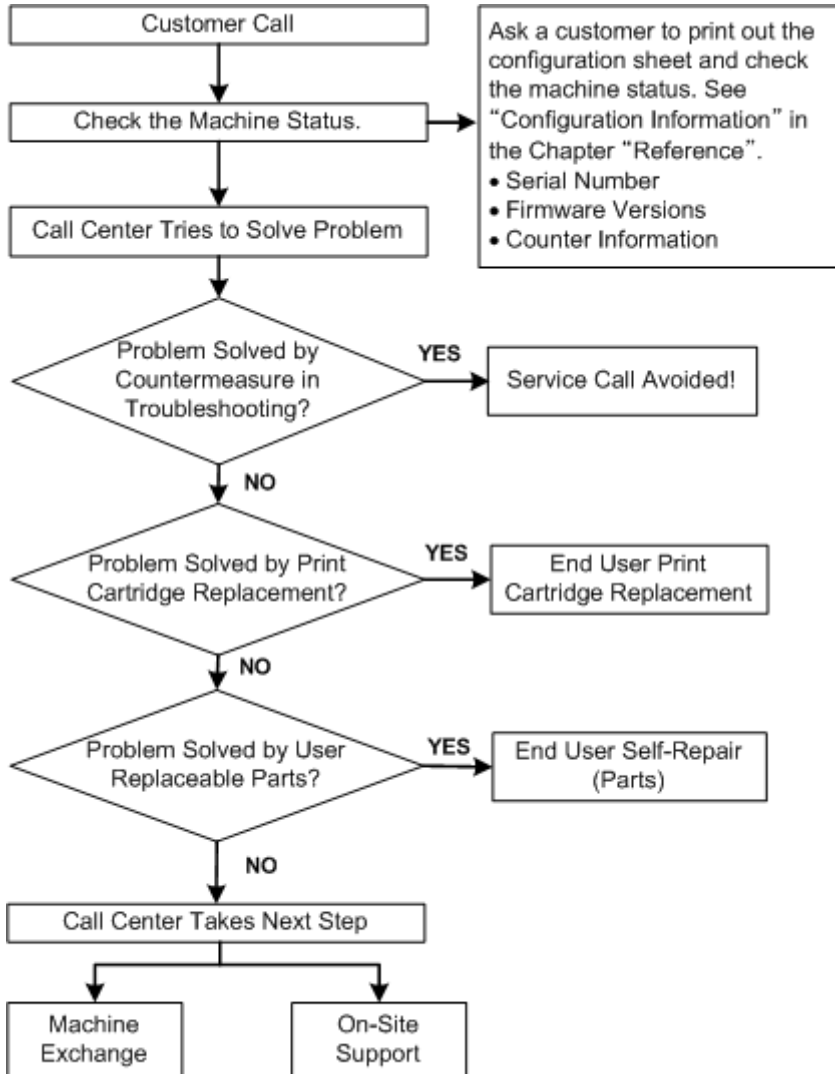 Customer Call
Ask a customer to print out the
configuration sheet and check
the machine status. See
“Configuration Information” in
the Chapter “Reference”.
• Serial Number
• Firmware Versions
• Counter Information
Check the Machine Status.
Call Center Tries to Solve Problem
Problem Solved by
Countermeasure in
Troubleshooting?
YES
Service Call Avoided!
NO
Problem Solved by Print
Cartridge Replacement?
YES
End User Print
Cartridge Replacement
NO
Problem Solved by User
Replaceable Parts?
YES
End User Self-Repair
(Parts)
NO
Call Center Takes Next Step
Machine
Exchange
On-Site
Support